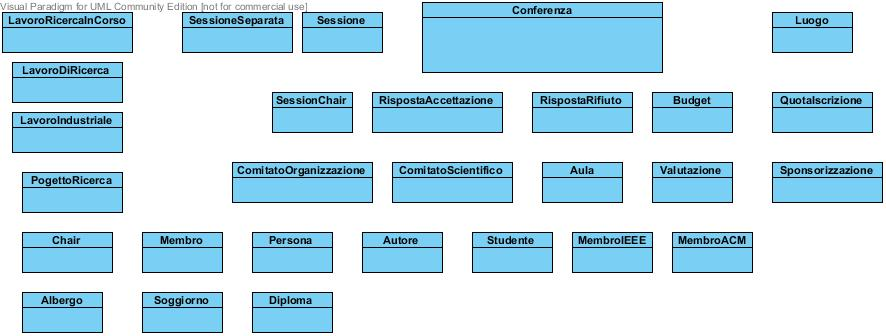 Visual Paradigm for UML Community Edition [not for commercial use]
LavoroRicercaInCorso
SessioneSeparata
Sessione
Conferenza
Luogo
LavoroDiRicerca
SessionChair
RispostaAccettazione
RispostaRifiuto
Budget
QuotaIscrizione
LavoroIndustriale
ComitatoOrganizzazione
ComitatoScientifico
Aula
Valutazione
Sponsorizzazione
PogettoRicerca
Chair
Membro
Persona
Autore
Studente
MembroIEEE
MembroACM
Albergo
Soggiorno
Diploma